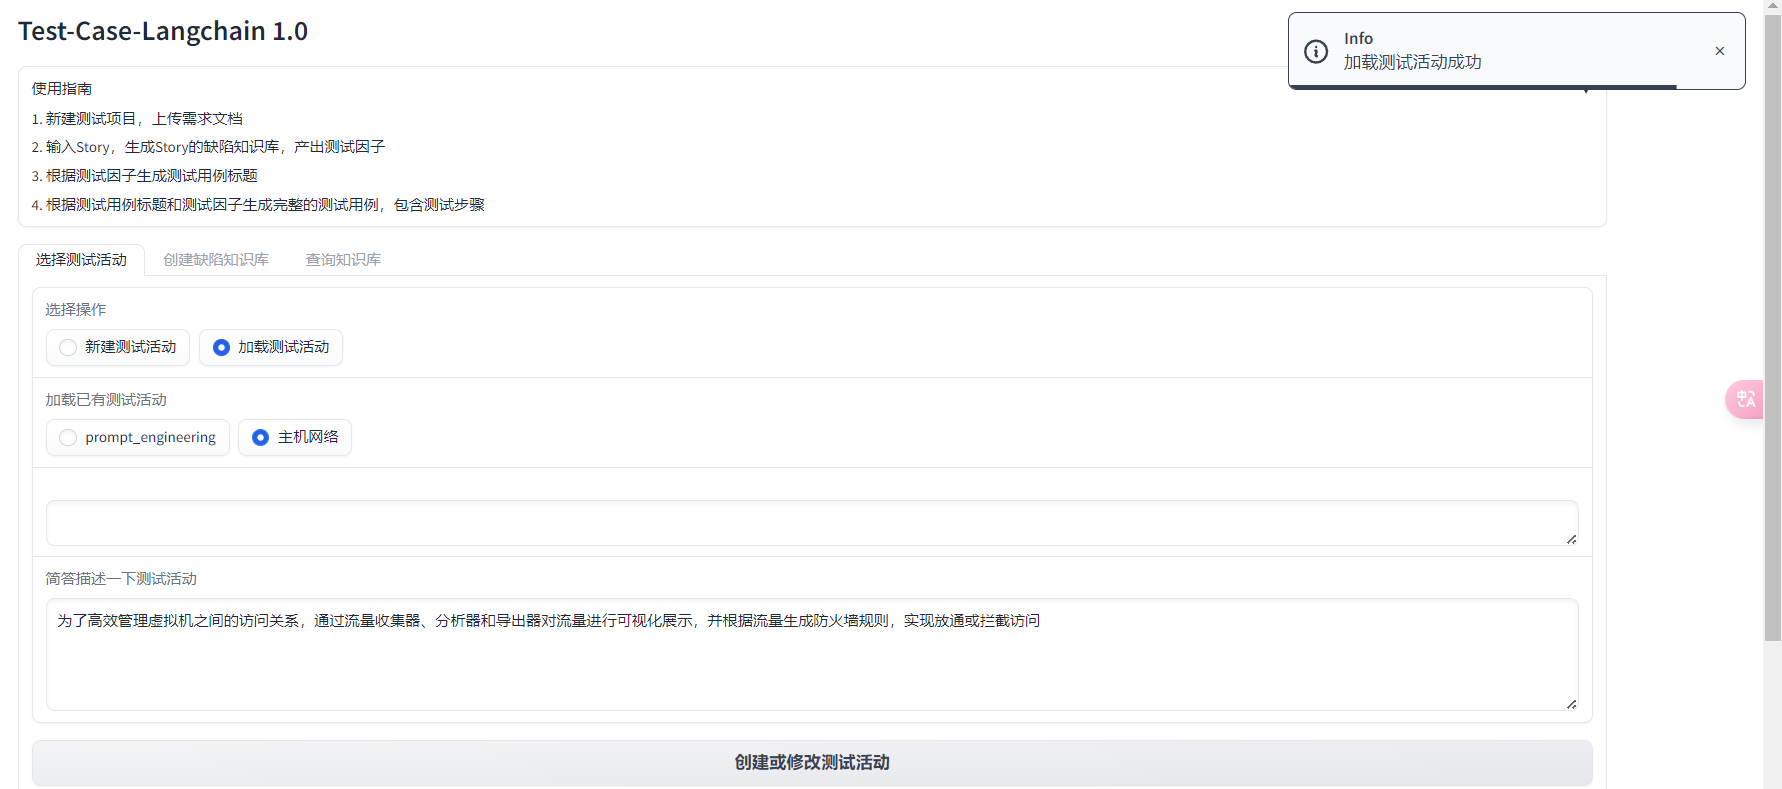 Test-Case-Langchain 1.0
Info
加载测试活动成功
使用指南
1. 新建测试项目，上传需求文档
2. 输入Story，生成Story的缺陷知识库，产出测试因子
3. 根据测试因子生成测试用例标题
4. 根据测试用例标题和测试因子生成完整的测试用例，包含测试步骤
选择测试活动 创建缺陷知识库 查询知识库
选择操作
新建测试活动 加载测试活动
加载已有测试活动
prompt_engineering 主机网络
简答描述一下测试活动
为了高效管理虚拟机之间的访问关系，通过流量收集器、分析器和导出器对流量进行可视化展示，并根据流量生成防火墙规则，实现放通或拦截访问
创建或修改测试活动
中 A